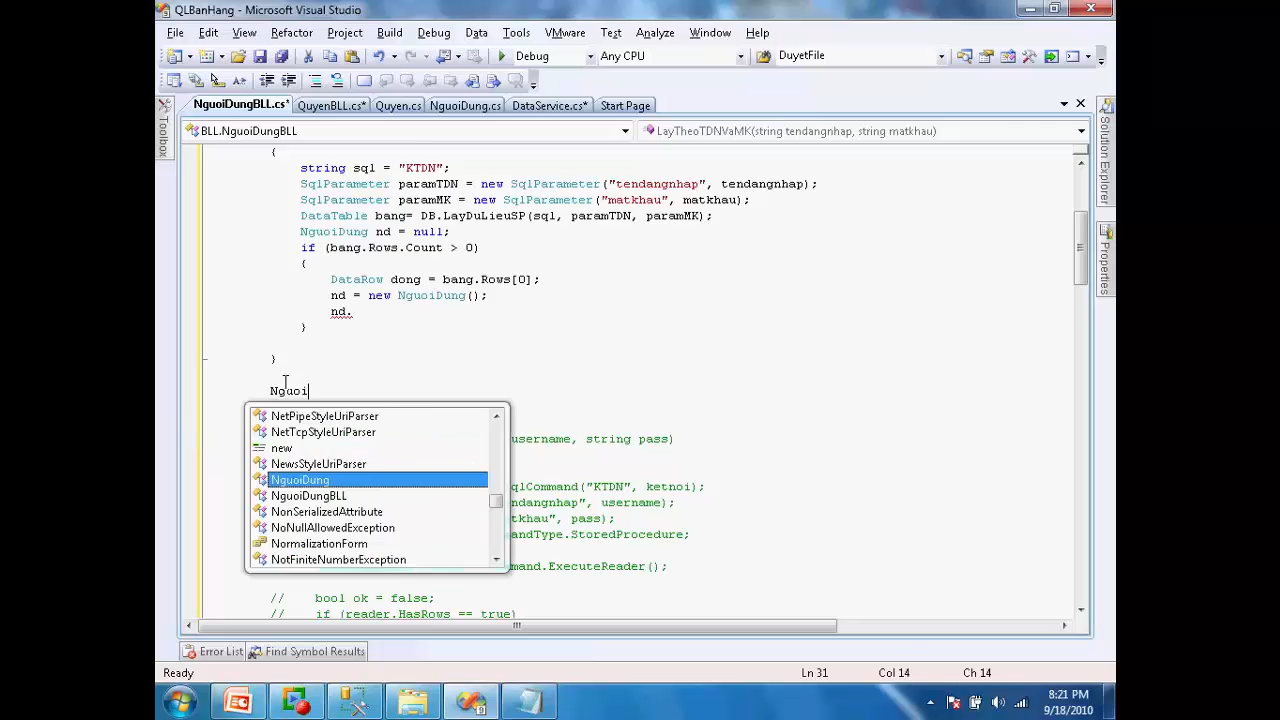 QLBanHang - Microsoft Visual Studio
File Edit View Refactor Project Build Debug Data Tools VMware Test Analyze Window Help
Debug Any CPU DuyetFile
NguoiDungBLL.cs* QuyenBLL.cs* Quyen.cs NguoiDung.cs DataService.cs* Start Page
Toolbox
BLL.NguoiDungBLL LayTheoTDNVaMK(string tendangnhap, string matkhau)
Solution Explorer
Properties
{
string sql = "KTDN";
SqlParameter paramTDN = new SqlParameter("tendangnhap", tendangnhap);
SqlParameter paramMK = new SqlParameter("matkhau", matkhau);
DataTable bang= DB.LayDuLieuSP(sql, paramTDN, paramMK);
NguoiDung nd = null;
if (bang.Rows.Count > 0)
{
DataRow dong = bang.Rows[0];
nd = new NguoiDung();
nd.
}
}
Nguoi
NetPipeStyleUriParser
NetTcpStyleUriParser
new
NewsStyleUriParser
NguoiDung
NguoiDungBLL
NonSerializedAttribute
NoNullAllowedException
NormalizationForm
NotFiniteNumberException
username, string pass)
qlCommand("KTDN", ketnoi);
ndangnhap", username);
tkhau", pass);
andType.StoredProcedure;
mand.ExecuteReader();
// bool ok = false;
// if (reader.HasRows == true)
Error List Find Symbol Results
Ready Ln 31 Col 14 Ch 14
8:21 PM
9/18/2010